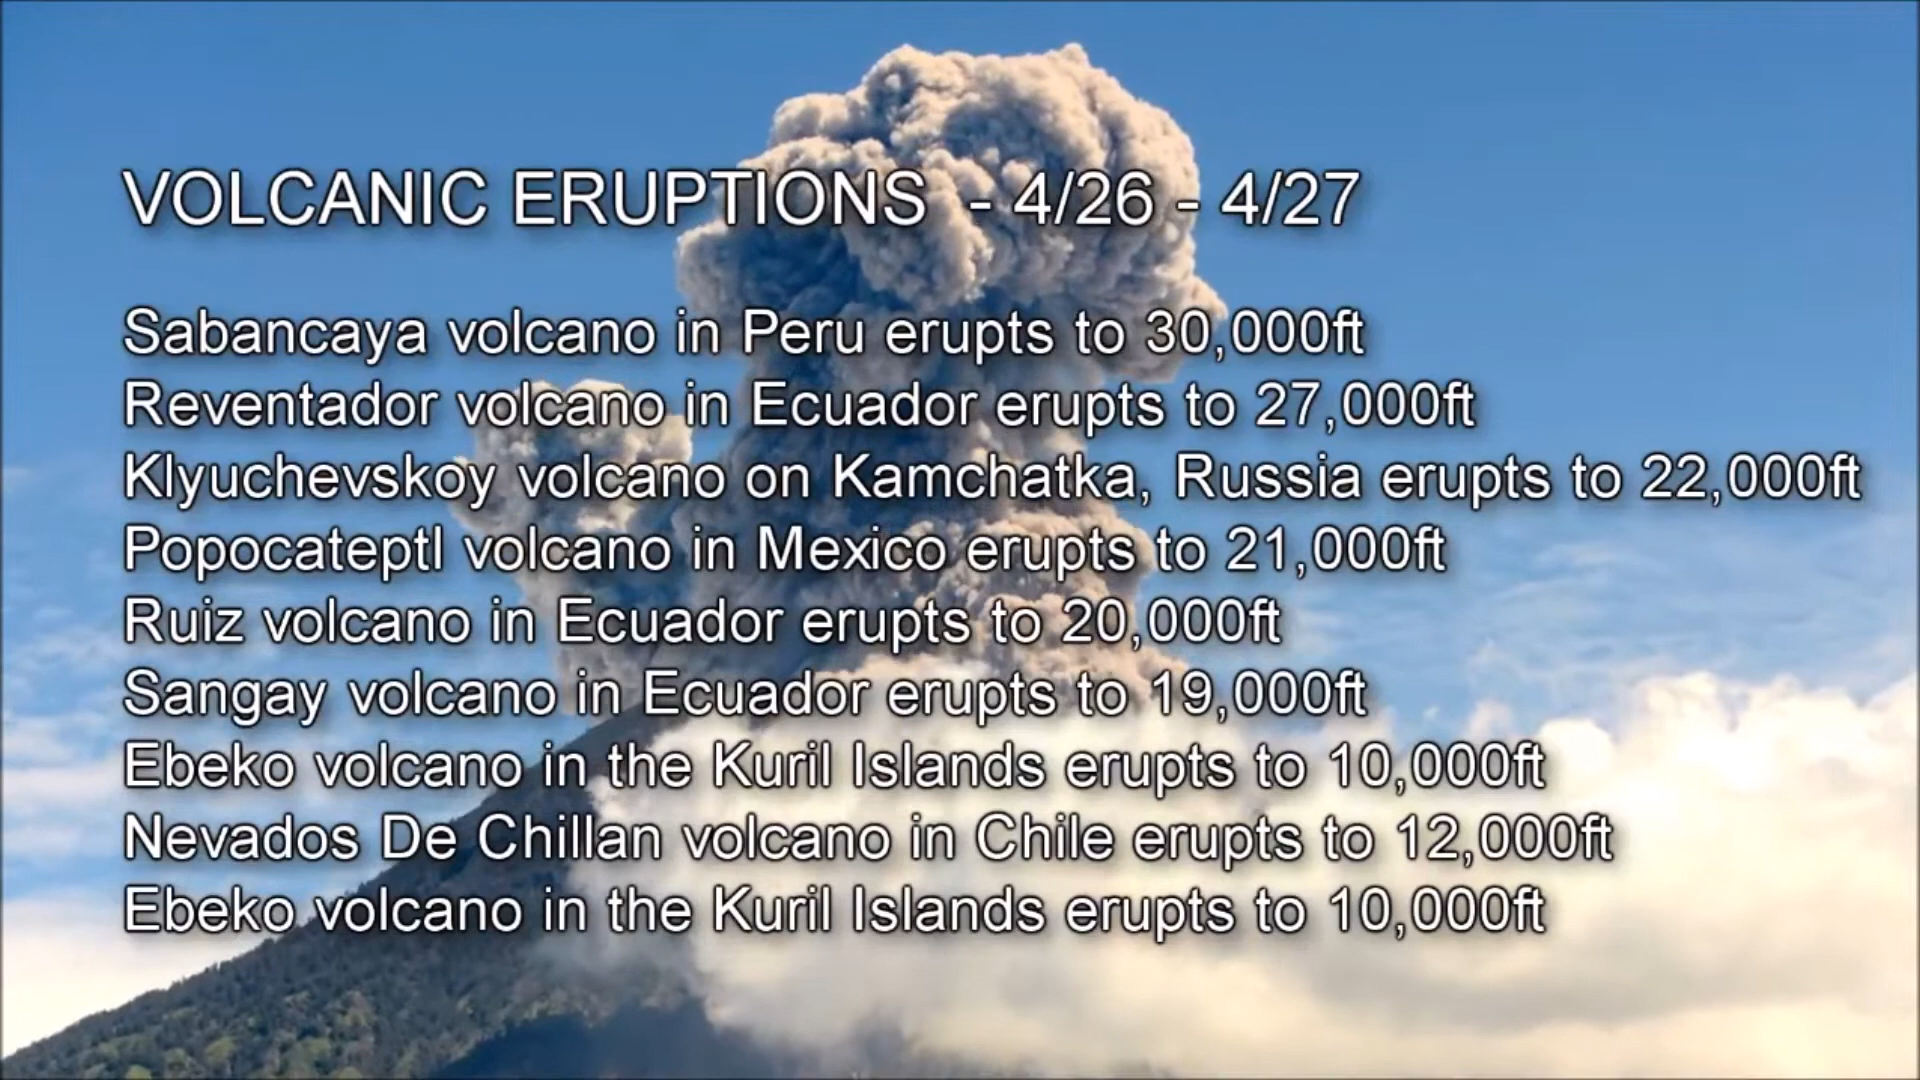 VOLCANIC ERUPTIONS - 4/26 - 4/27
Sabancaya volcano in Peru erupts to 30,000ft
Reventador volcano in Ecuador erupts to 27,000ft
Klyuchevskoy volcano on Kamchatka, Russia erupts to 22,000ft
Popocateptl volcano in Mexico erupts to 21,000ft
Ruiz volcano in Ecuador erupts to 20,000ft
Sangay volcano in Ecuador erupts to 19,000ft
Ebeko volcano in the Kuril Islands erupts to 10,000ft
Nevados De Chillan volcano in Chile erupts to 12,000ft
Ebeko volcano in the Kuril Islands erupts to 10,000ft